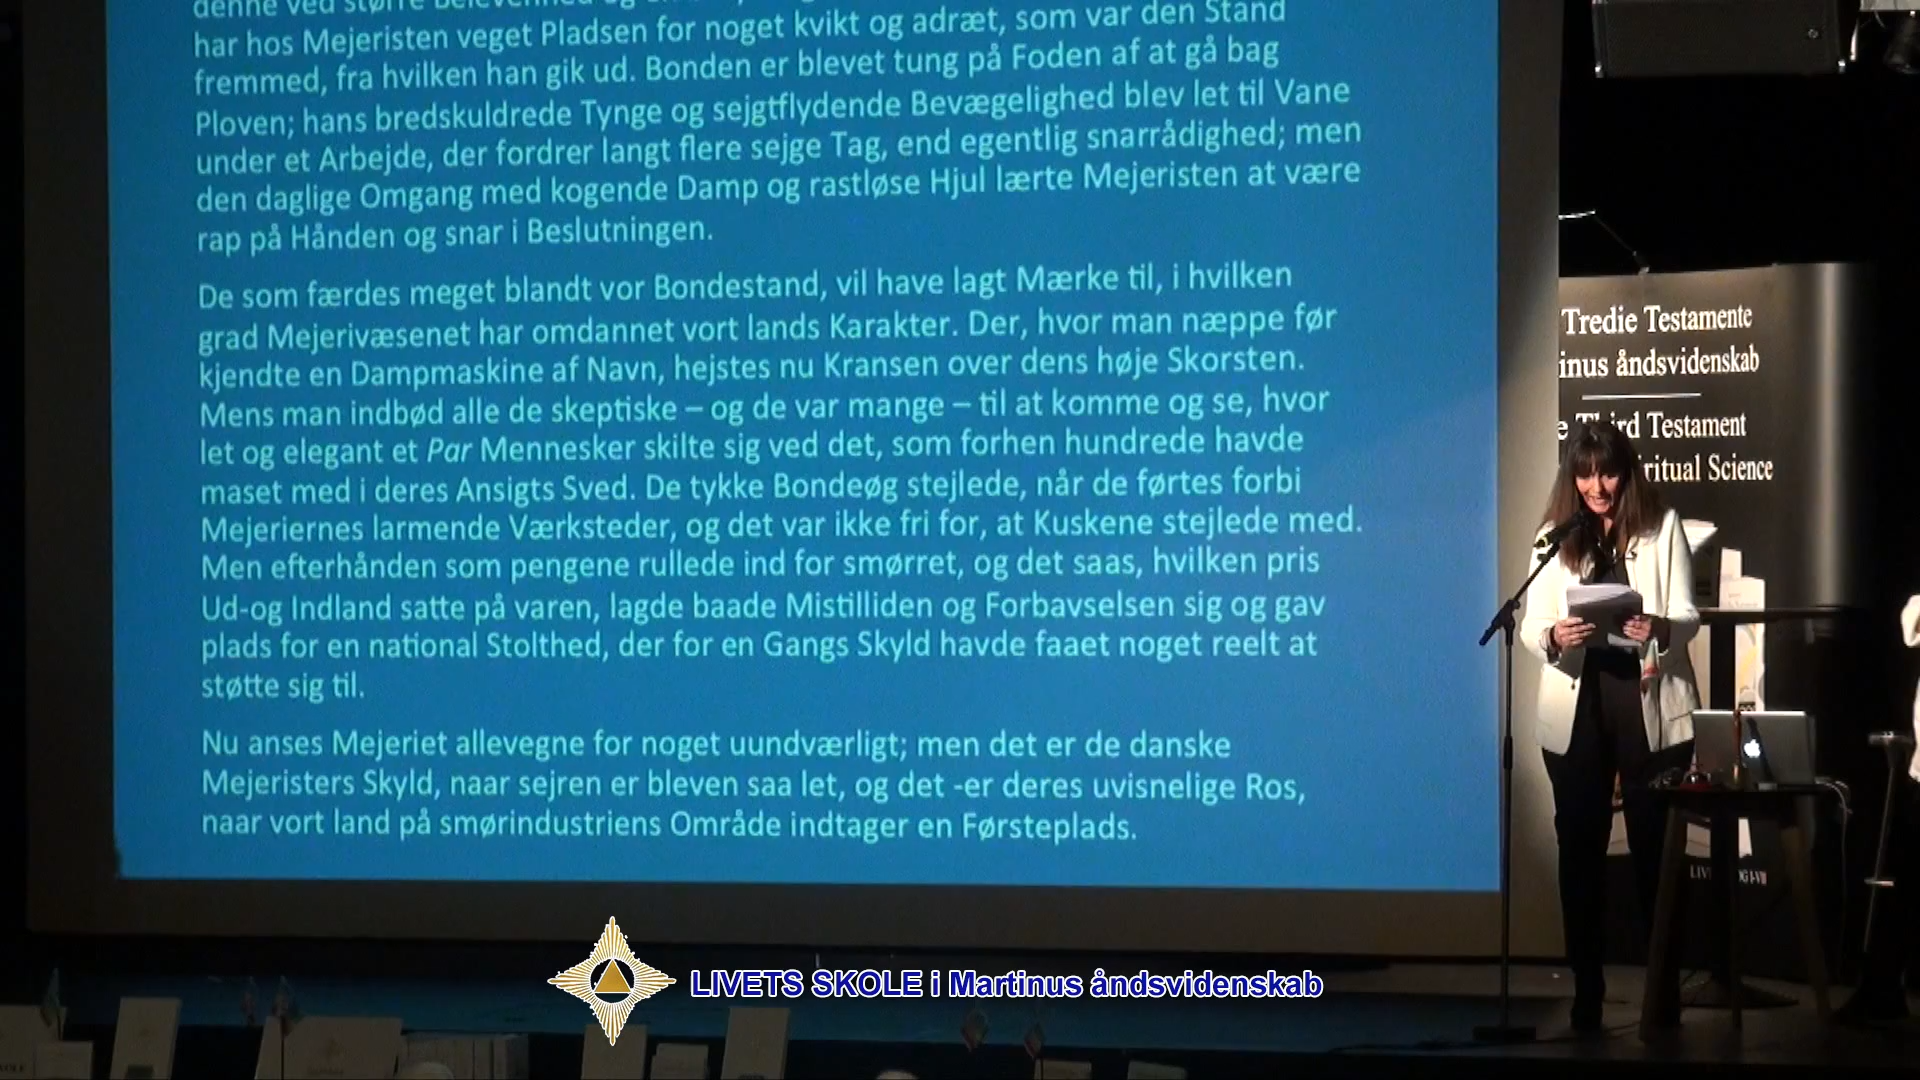 denne ved større
har hos Mejeristen veget Pladsen for noget kvikt og adræt, som var den Stand
fremmed, fra hvilken han gik ud. Bonden er blevet tung på Foden af at gå bag
Ploven; hans bredskuldrede Tynge og sejgtflydende Bevægelighed blev let til Vane
under et Arbejde, der fordrer langt flere sejge Tag, end egentlig snarrådighed; men
den daglige Omgang med kogende Damp og rastløse Hjul lærte Mejeristen at være
rap på Hånden og snar i Beslutningen.
De som færdes meget blandt vor Bondestand, vil have lagt Mærke til, i hvilken
grad Mejerivæsenet har omdannet vort lands Karakter. Der, hvor man næppe før
kjendte en Dampmaskine af Navn, hejstes nu Kransen over dens høje Skorsten.
Mens man indbød alle de skeptiske – og de var mange – til at komme og se, hvor
let og elegant et Par Mennesker skilte sig ved det, som forhen hundrede havde
maset med i deres Ansigts Sved. De tykke Bondeøg stejlede, når de førtes forbi
Mejeriernes larmende Værksteder, og det var ikke fri for, at Kuskene stejlede med.
Men efterhånden som pengene rullede ind for smørret, og det saas, hvilken pris
Ud-og Indland satte på varen, lagde baade Mistilliden og Forbavselsen sig og gav
plads for en national Stolthed, der for en Gangs Skyld havde faaet noget reelt at
støtte sig til.
Nu anses Mejeriet allevegne for noget uundværligt; men det er de danske
Mejeristers Skyld, naar sejren er bleven saa let, og det -er deres uvisnelige Ros,
naar vort land på smørindustriens Område indtager en Førsteplads.
Tredie Testamente
inus åndsvidenskab
e Third Testament
iritual Science
LIVETS SKOLE i Martinus åndsvidenskab